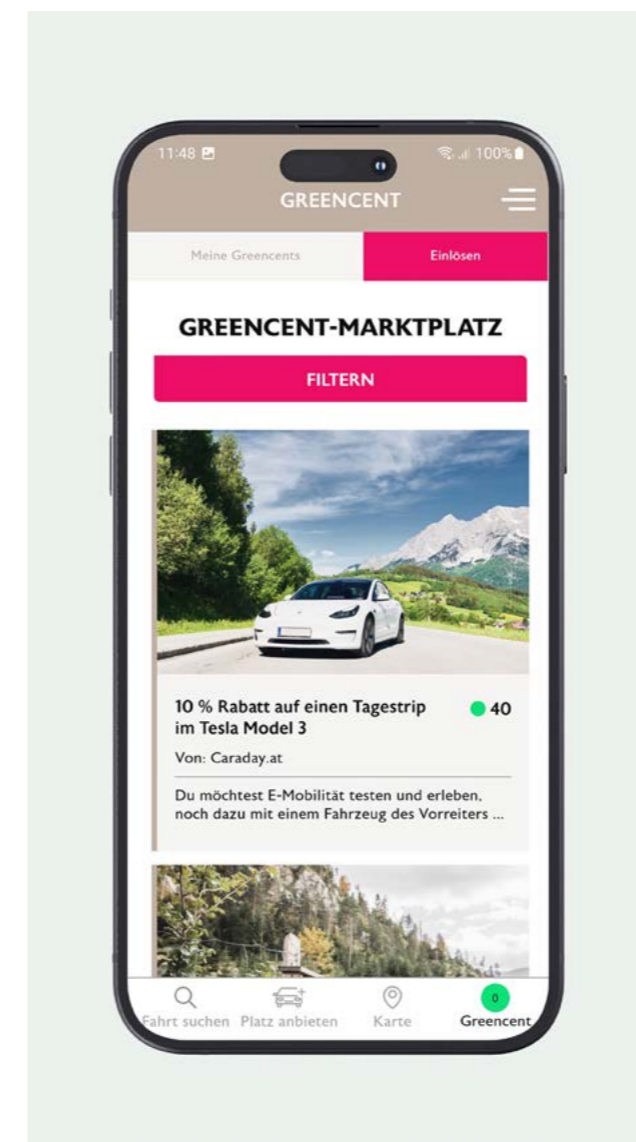 11:48
100%
GREENCENT
Meine Greencents
Einlösen
GREENCENT-MARKTPLATZ
FILTERN
10 % Rabatt auf einen Tagestrip
im Tesla Model 3
40
Von: Caraday.at
Du möchtest E-Mobilität testen und erleben,
noch dazu mit einem Fahrzeug des Vorreiters ...
0
Fahrt suchen
Platz anbieten
Karte
Greencent